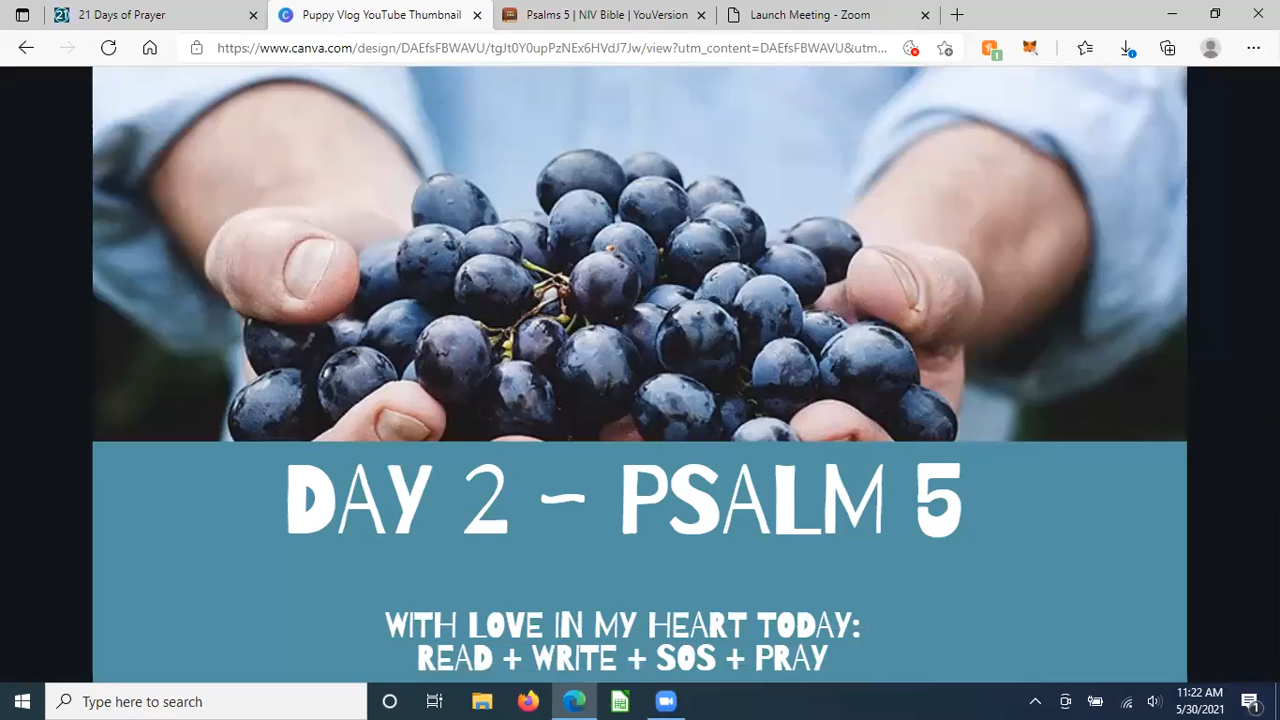 21 Days of Prayer
Puppy Vlog YouTube Thumbnail
Psalms 5 | NIV Bible | YouVersion
Launch Meeting - Zoom
https://www.canva.com/design/DAEfsFBWAVU/tgJt0Y0upPzNEx6HVdJ7Jw/view?utm_content=DAEfsFBWAVU&utm...
1
DAY 2 - PSALM 5
WITH LOVE IN MY HEART TODAY:
READ + WRITE + SOS + PRAY
Type here to search
11:22 AM
5/30/2021
1